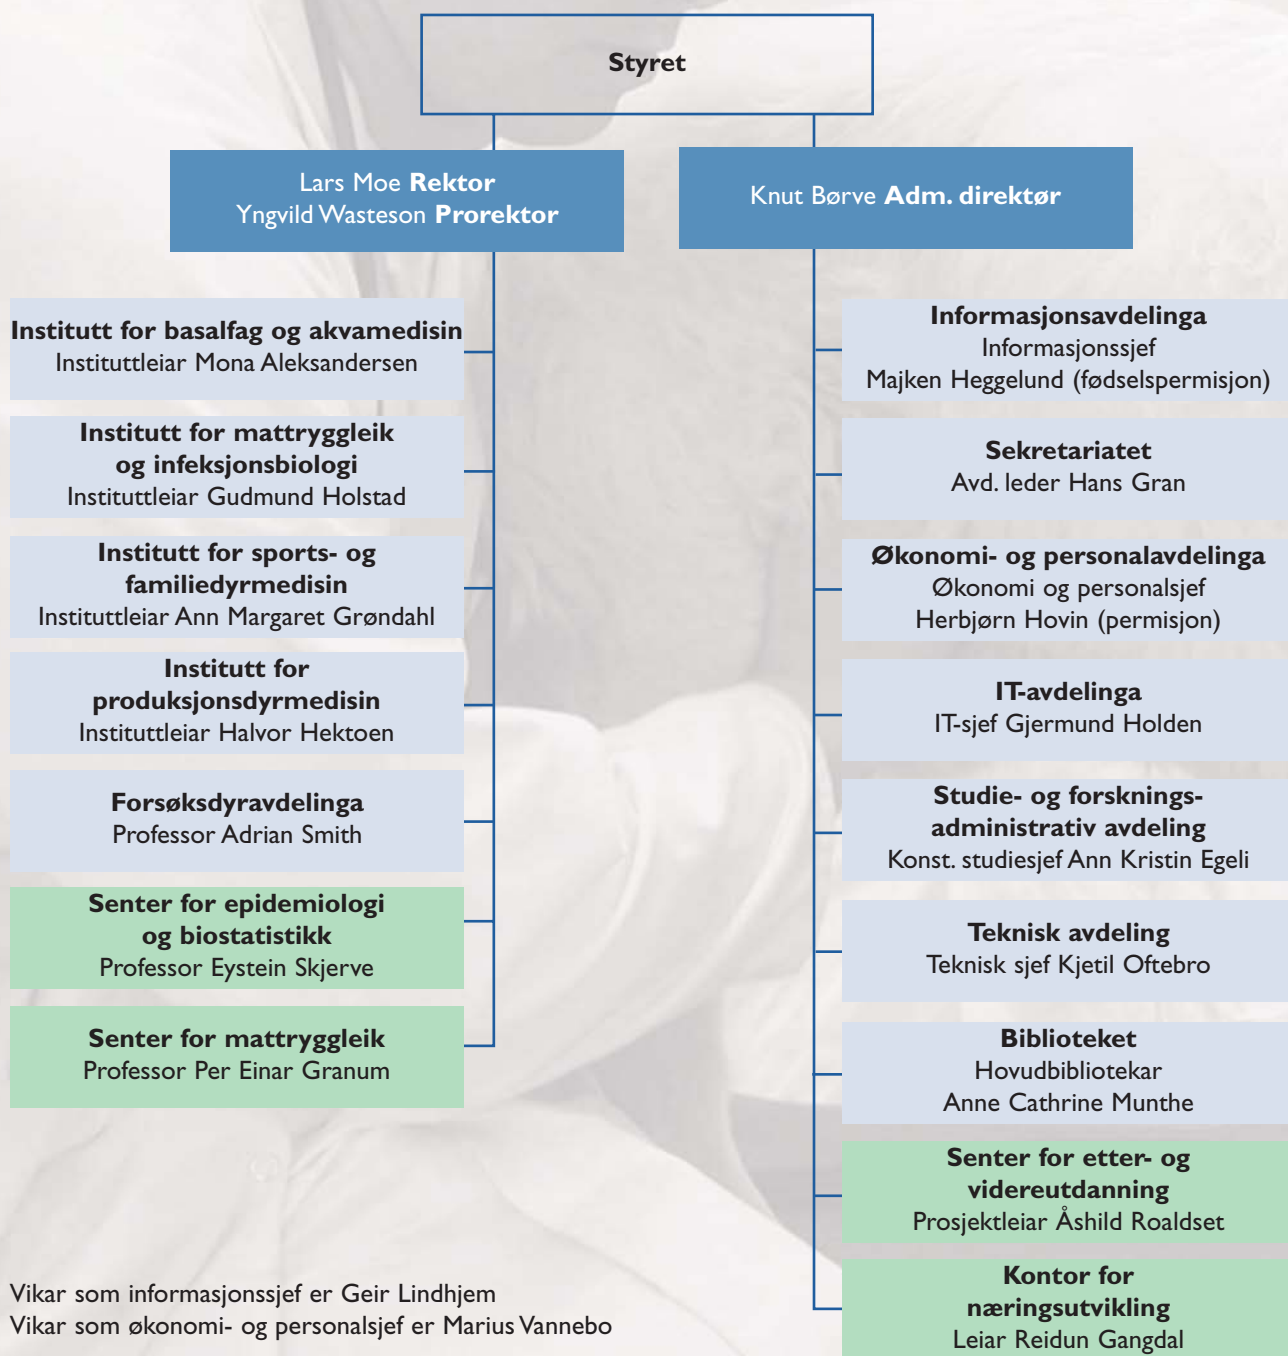 Styret
Lars Moe Rektor
Yngvild Wasteson Prorektor
Knut Børve Adm. direktør
Institutt for basalfag og akvamedisin
Instituttleiar Mona Aleksandersen
Institutt for mattryggleik
og infeksjonsbiologi
Instituttleiar Gudmund Holstad
Institutt for sports- og
familiedyrmedisin
Instituttleiar Ann Margaret Grøndahl
Institutt for
produksjonsdyrmedisin
Instituttleiar Halvor Hektoen
Forsøksdyravdelinga
Professor Adrian Smith
Senter for epidemiologi
og biostatistikk
Professor Eystein Skjerve
Senter for mattryggleik
Professor Per Einar Granum
Informasjonsavdelinga
Informasjonssjef
Majken Heggelund (fødselspermisjon)
Sekretariatet
Avd. leder Hans Gran
Økonomi- og personalavdelinga
Økonomi og personalsjef
Herbjørn Hovin (permisjon)
IT-avdelinga
IT-sjef Gjermund Holden
Studie- og forsknings-
administrativ avdeling
Konst. studiesjef Ann Kristin Egeli
Teknisk avdeling
Teknisk sjef Kjetil Oftebro
Biblioteket
Hovudbibliotekar
Anne Cathrine Munthe
Senter for etter- og
videreutdanning
Prosjektleiar Åshild Roaldset
Kontor for
næringsutvikling
Leiar Reidun Gangdal
Vikar som informasjonssjef er Geir Lindhjem
Vikar som økonomi- og personalsjef er Marius Vannebo